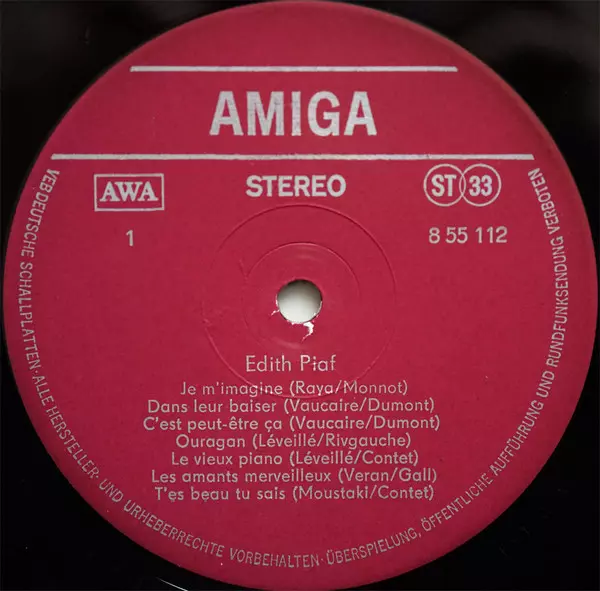 AMIGA
AWA
STEREO
ST 33
1
8 55 112
Edith Piaf
Je m'imagine (Raya/Monnot)
Dans leur baiser (Vaucaire/Dumont)
C'est peut-être ça (Vaucaire/Dumont)
Ouragan (Léveillé/Rivgauche)
Le vieux piano (Léveillé/Contet)
Les amants merveilleux (Veran/Gall)
T'es beau tu sais (Moustaki/Contet)
VEB DEUTSCHE SCHALLPLATTEN · ALLE HERSTELLER- UND URHEBERRECHTE VORBEHALTEN · ÜBERSPIELUNG, ÖFFENTLICHE AUFFÜHRUNG UND RUNDFUNKSENDUNG VERBOTEN